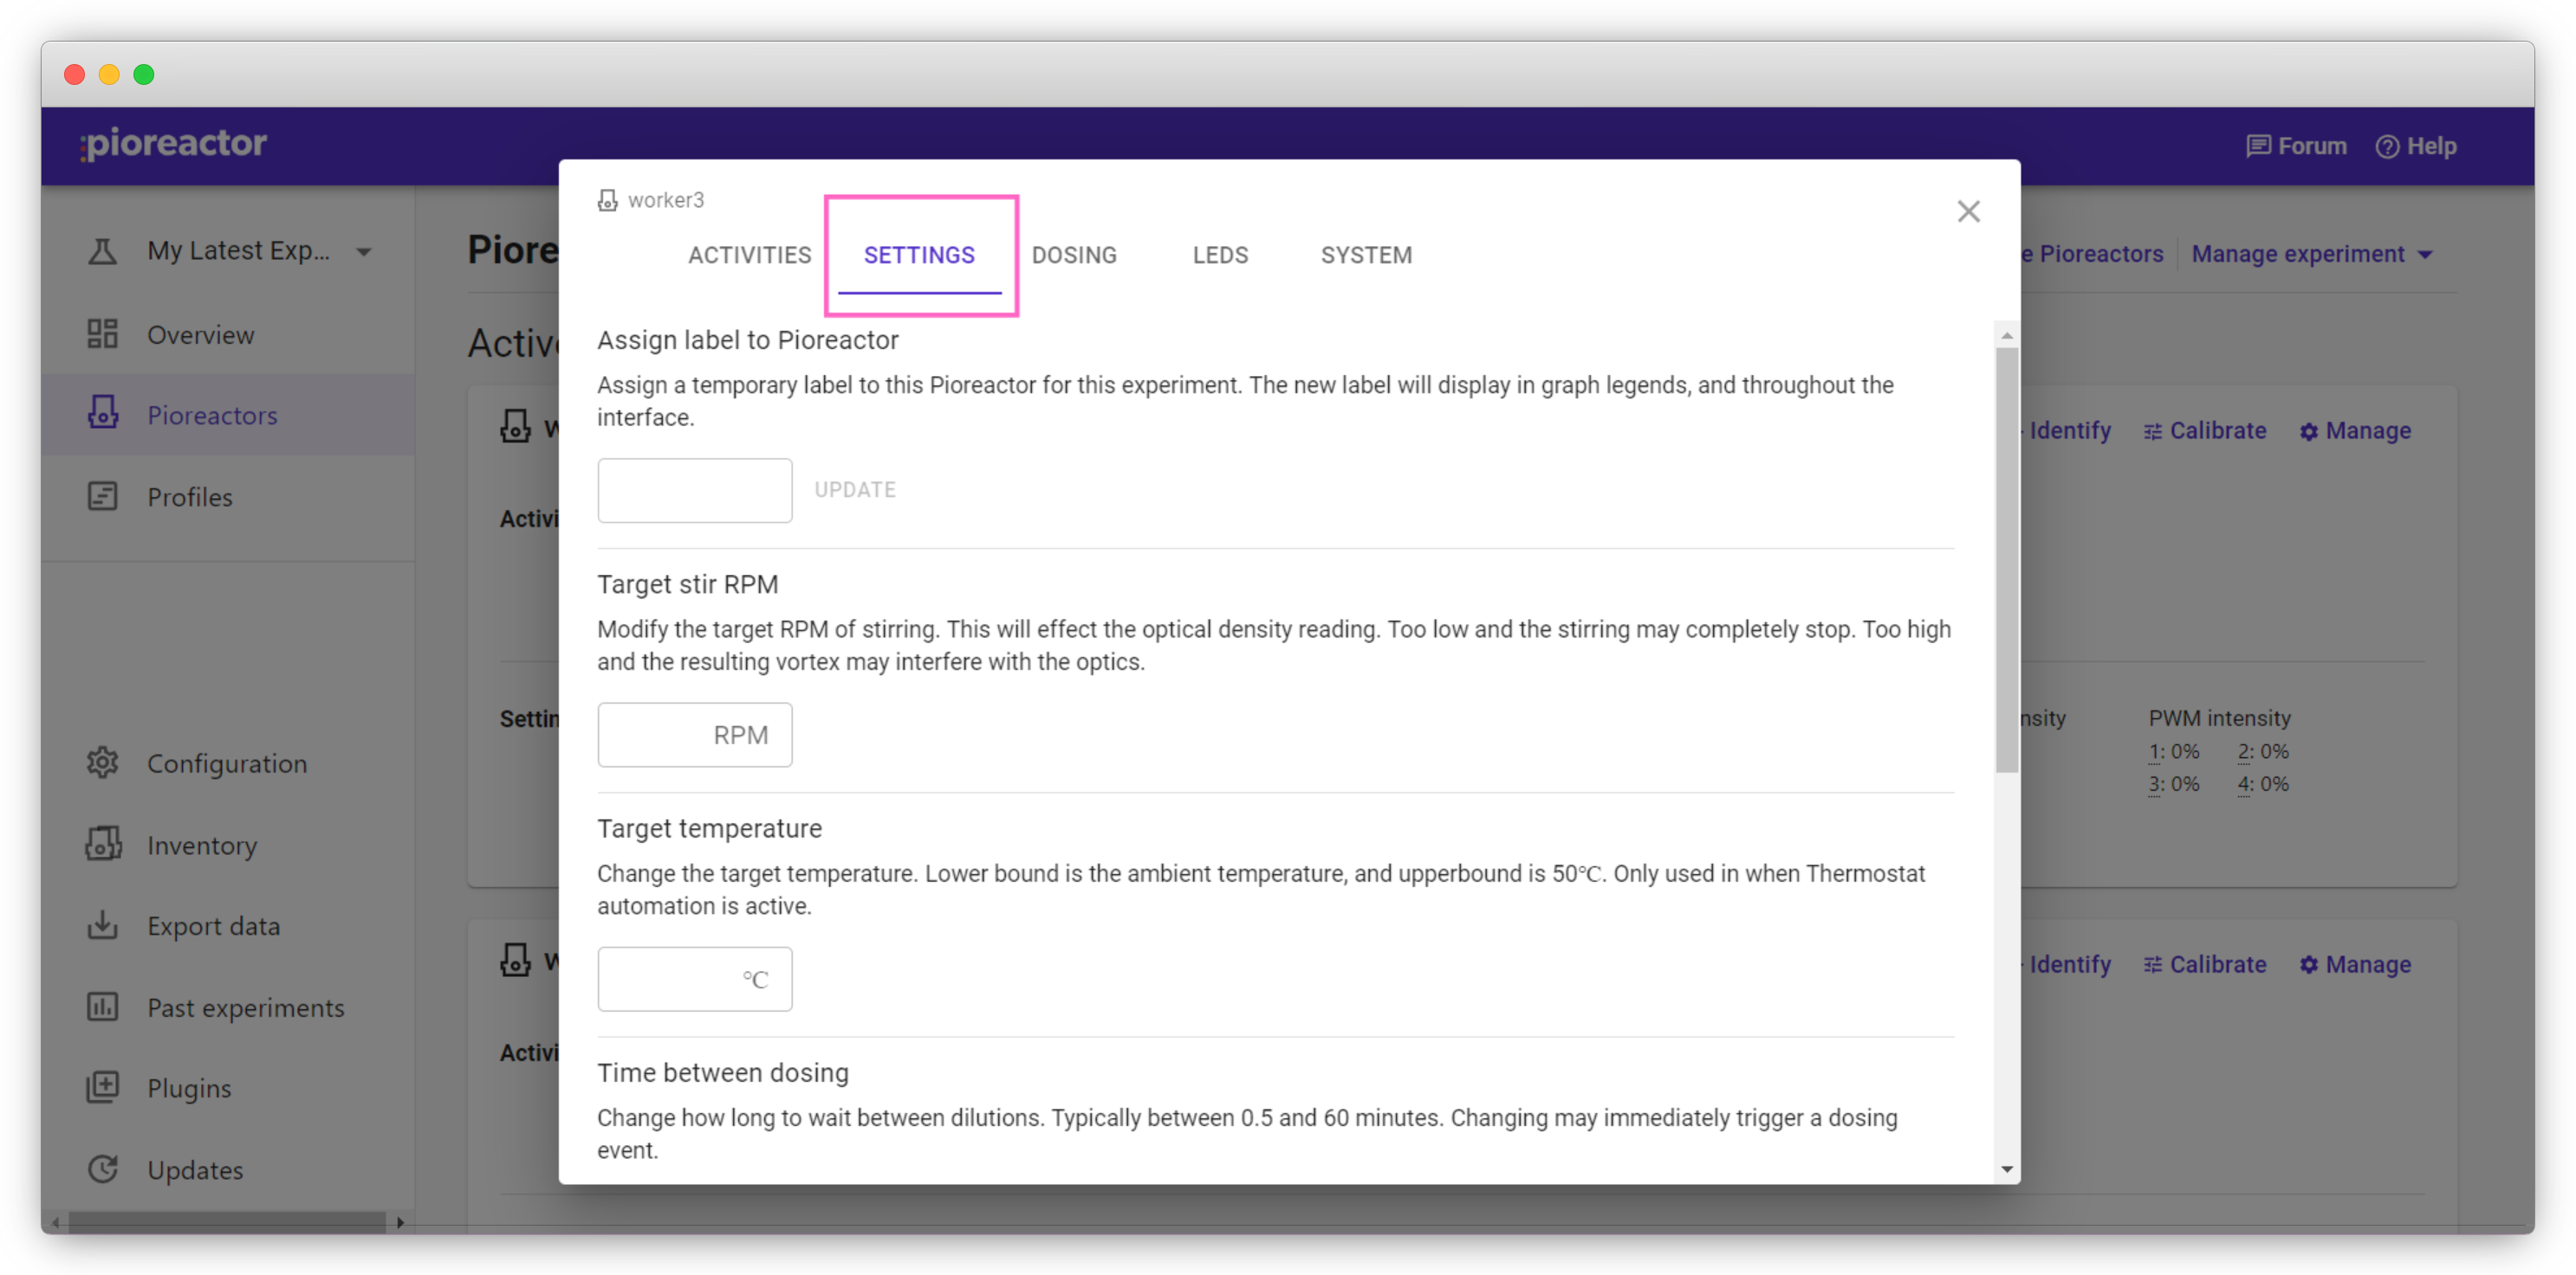 pioreactor
Forum
Help
My Latest Exp...
Overview
Pioreactors
Profiles
Configuration
Inventory
Export data
Past experiments
Plugins
Updates
Manage experiment
Pioreactors
Identify
Calibrate
Manage
PWM intensity
1: 0% 2: 0%
3: 0% 4: 0%
Identify
Calibrate
Manage
worker3
ACTIVITIES
SETTINGS
DOSING
LEDS
SYSTEM
Assign label to Pioreactor
Assign a temporary label to this Pioreactor for this experiment. The new label will display in graph legends, and throughout the
interface.
UPDATE
Target stir RPM
Modify the target RPM of stirring. This will effect the optical density reading. Too low and the stirring may completely stop. Too high
and the resulting vortex may interfere with the optics.
RPM
Target temperature
Change the target temperature. Lower bound is the ambient temperature, and upperbound is 50℃. Only used in when Thermostat
automation is active.
℃
Time between dosing
Change how long to wait between dilutions. Typically between 0.5 and 60 minutes. Changing may immediately trigger a dosing
event.